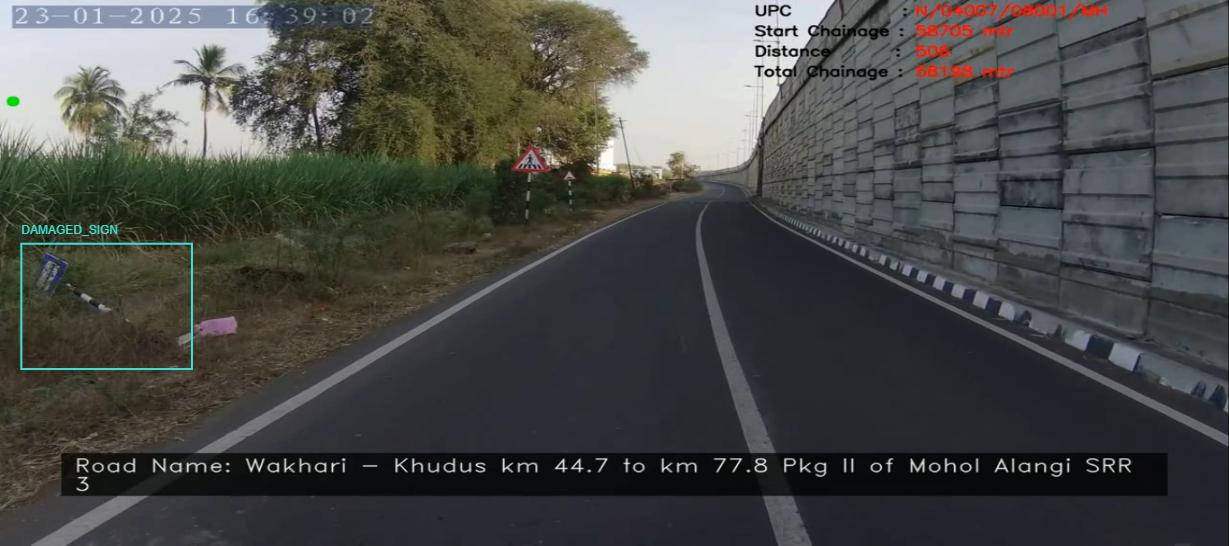 23-01-2025 16:39:02
UPC : N/04007/08001/MH
Start Chainage : 58705 mtr
Distance : 506
Total Chainage : 58198 mtr
DAMAGED_SIGN
Road Name: Wakhari - Khudus km 44.7 to km 77.8 Pkg II of Mohol Alangi SRR
3